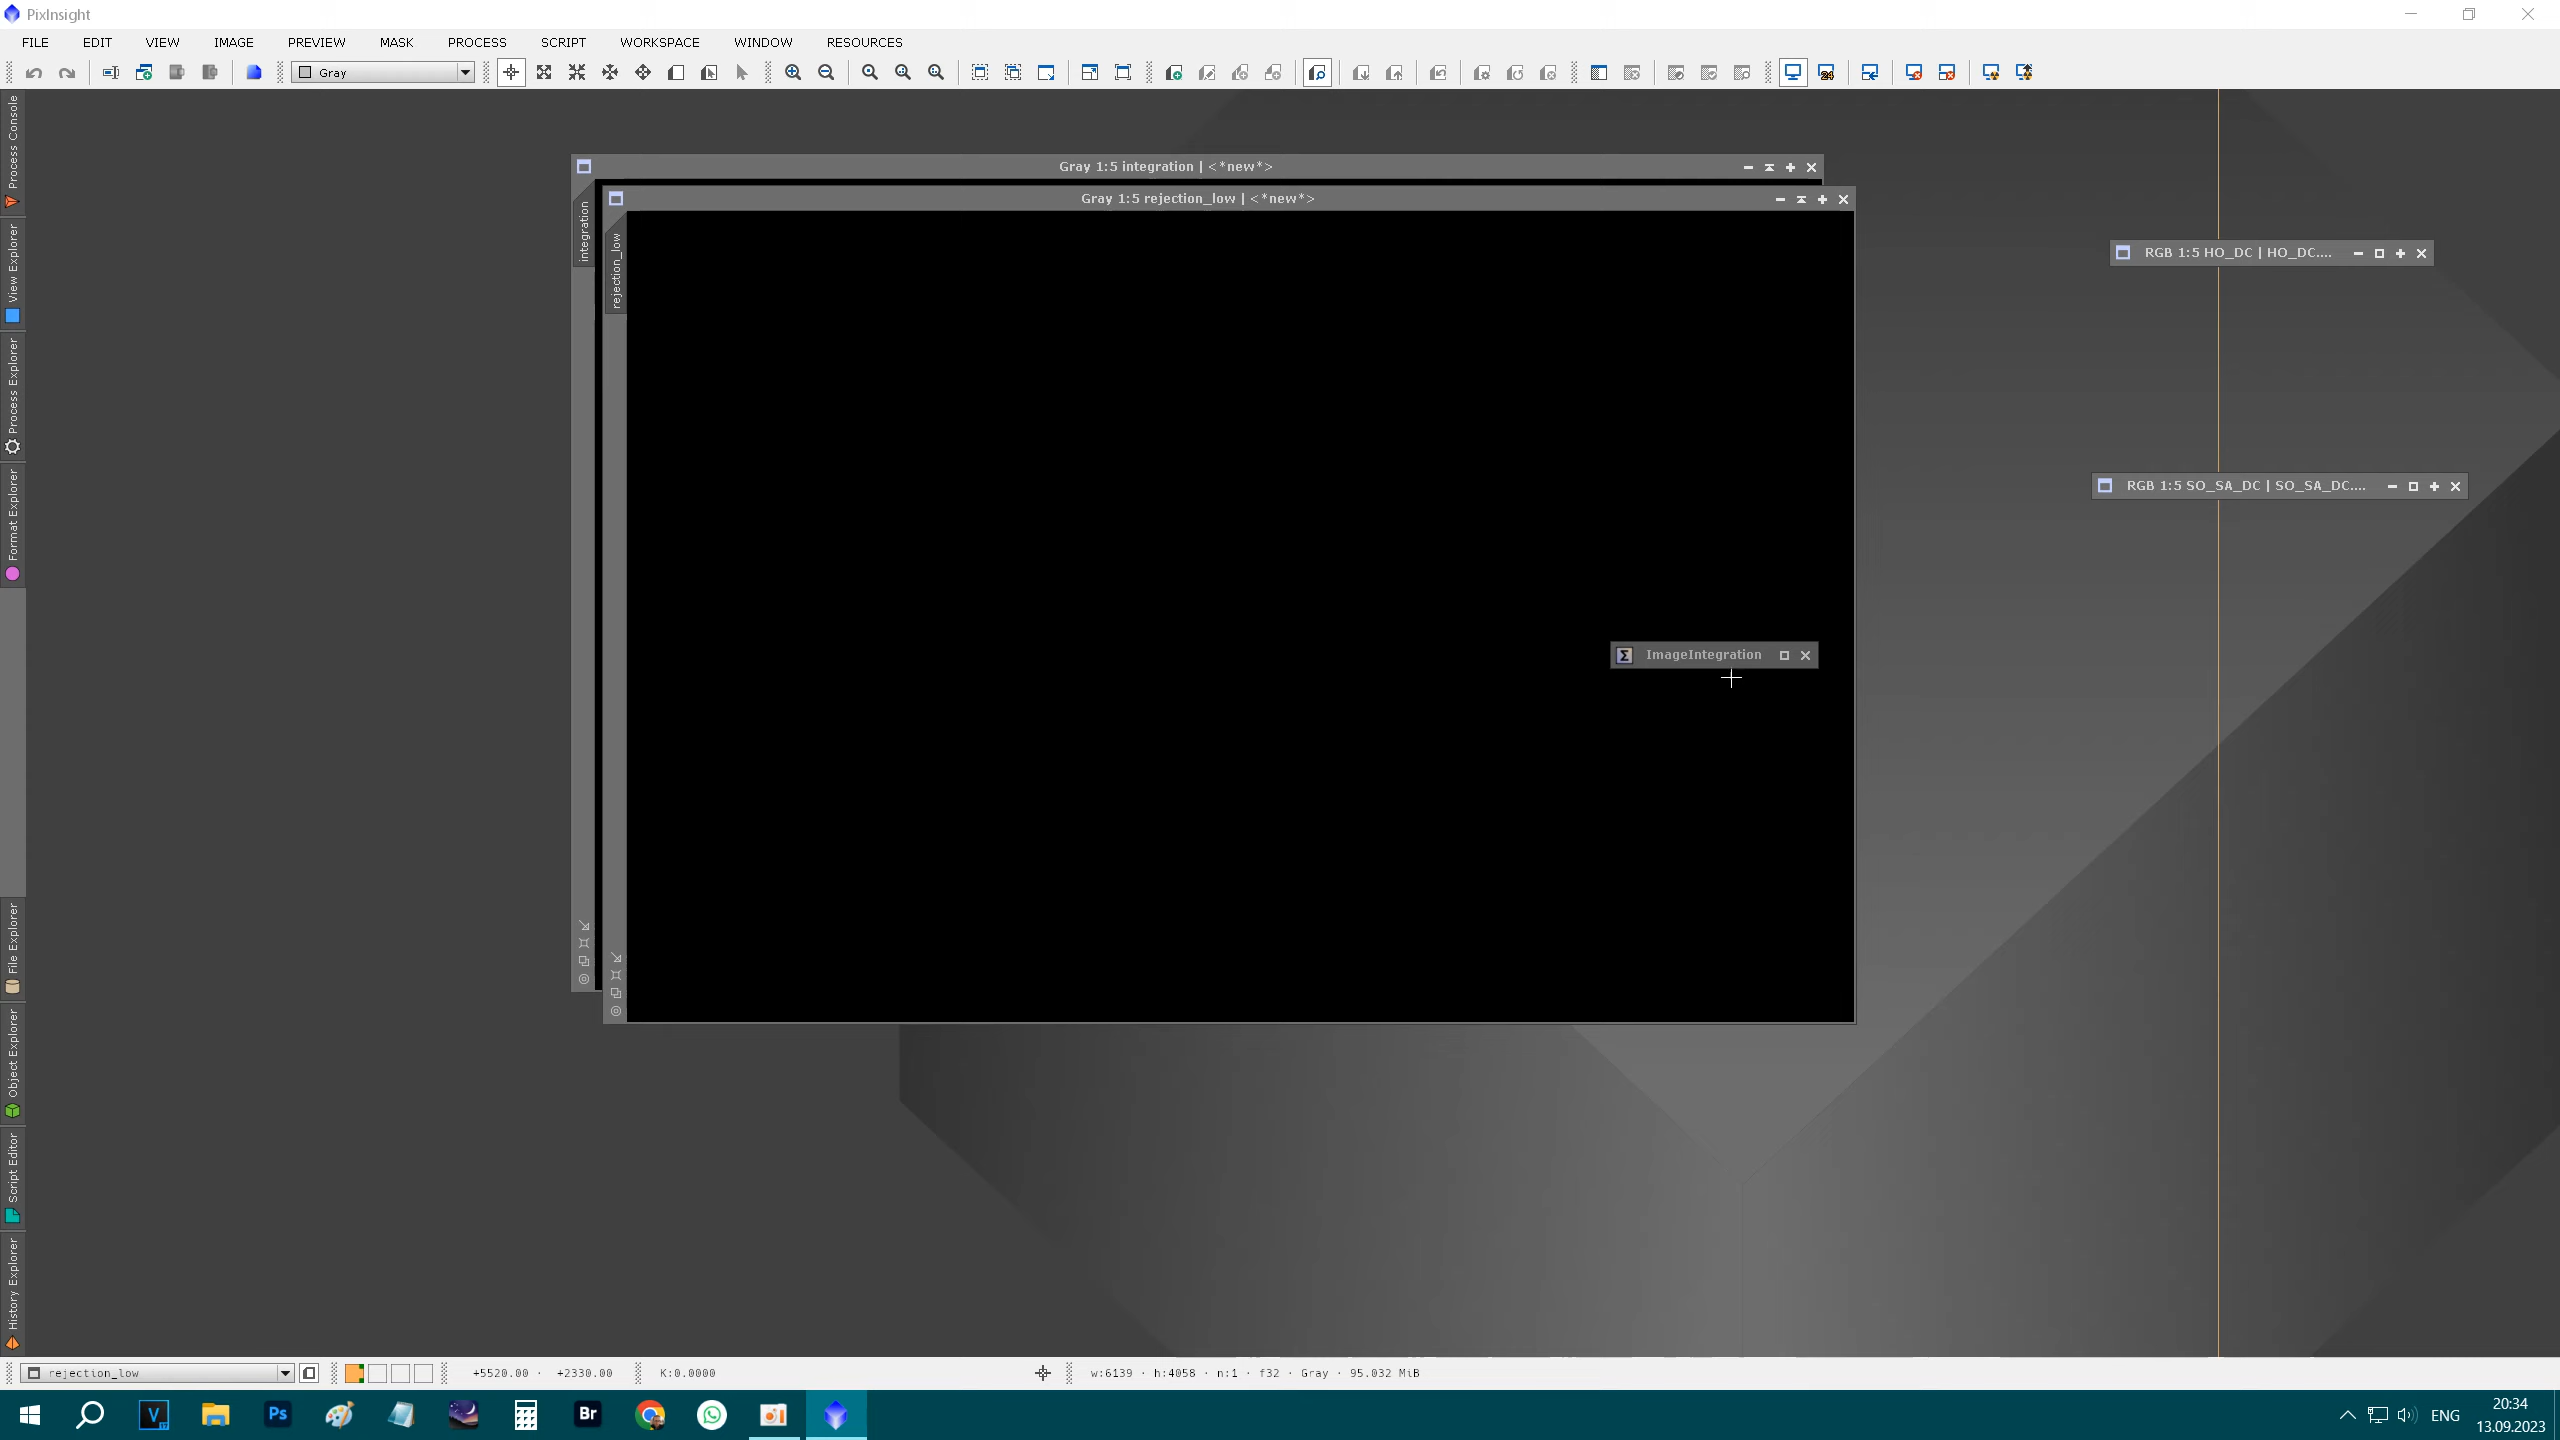 PixInsight
FILE EDIT VIEW IMAGE PREVIEW MASK PROCESS SCRIPT WORKSPACE WINDOW RESOURCES
Gray
24
Process Console
View Explorer
Process Explorer
Format Explorer
File Explorer
Object Explorer
Script Editor
History Explorer
Gray 1:5 integration | <*new*>
integration
Gray 1:5 rejection_low | <*new*>
rejection_low
RGB 1:5 HO_DC | HO_DC....
RGB 1:5 SO_SA_DC | SO_SA_DC....
Σ ImageIntegration
rejection_low +5520.00 · +2330.00 K:0.0000 w:6139 · h:4058 · n:1 · f32 · Gray · 95.032 MiB
V 17 Ps Br ENG
20:34
13.09.2023